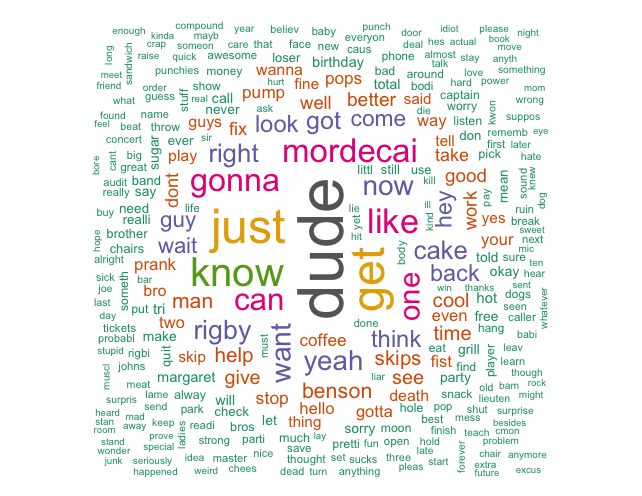 enough compound year believ baby punch door idiot please
kinda mayb everyon book night
long crap someon care that face new caus deal hes actual move
sandwich raise quick awesome loser birthday phone almost stay anyth
meet punchies money wanna pops bad around talk love something
friend order stuff show hurt fine total bodi hard power mom
what guess real call pump well better said captain wrong
found name never ask die worry kwon
feel beat throw guys fix look got come way listen rememb eye
concert ever sir tell don first later
bore cant big sugar play right mordecai take pick hate
great littl still use
audit band dont gonna now kill good mean sound knew
really say life lie ill hey work pay dog
buy need guy just dude like kind yes ruin
realli yet your break
hope brother wait hit cake sweet next mic
chairs body told sure
alright prank know get back okay ten hear
sick bar win thanks sent
joe someth bro man can one cool hot dogs seen whatever
last put tri even free caller
day two rigby done time hang babi
tickets make want think
probabl must coffee eat grill player leav
stupid rigbi quit skip help yeah skips fist find learn
johns margaret liar see party though
muscl meat give benson death snack old bam rock
surpris lame alway will stop lieuten might
send park check hello gotta hole pop shut surprise
heard mad let thing best mess besides
stan away keep ladies readi bros sorry moon finish teach cmon
room prove strong parti much lay pretti fun open hold problem
stand special save late forever chair anymore
wonder idea master nice thought set sucks three start extra
junk seriously chees pleas future
happened weird dead turn anything excus